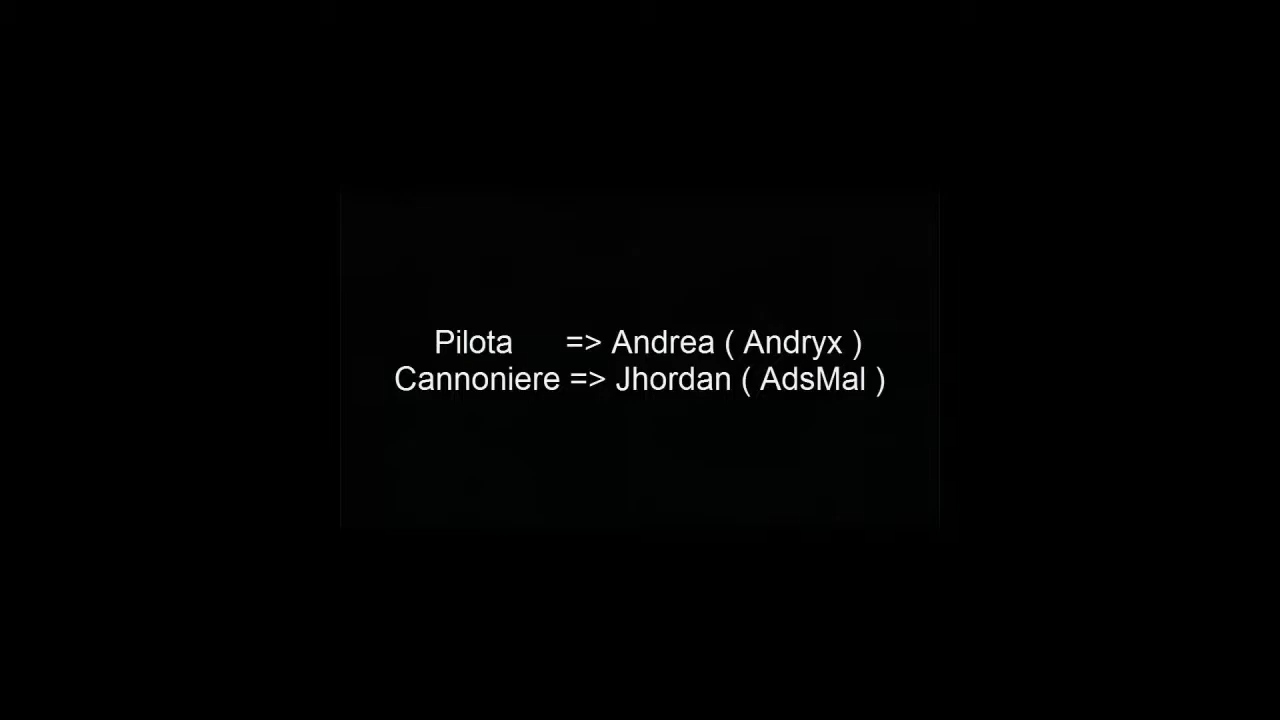 Pilota => Andrea ( Andryx )
Cannoniere => Jhordan ( AdsMal )